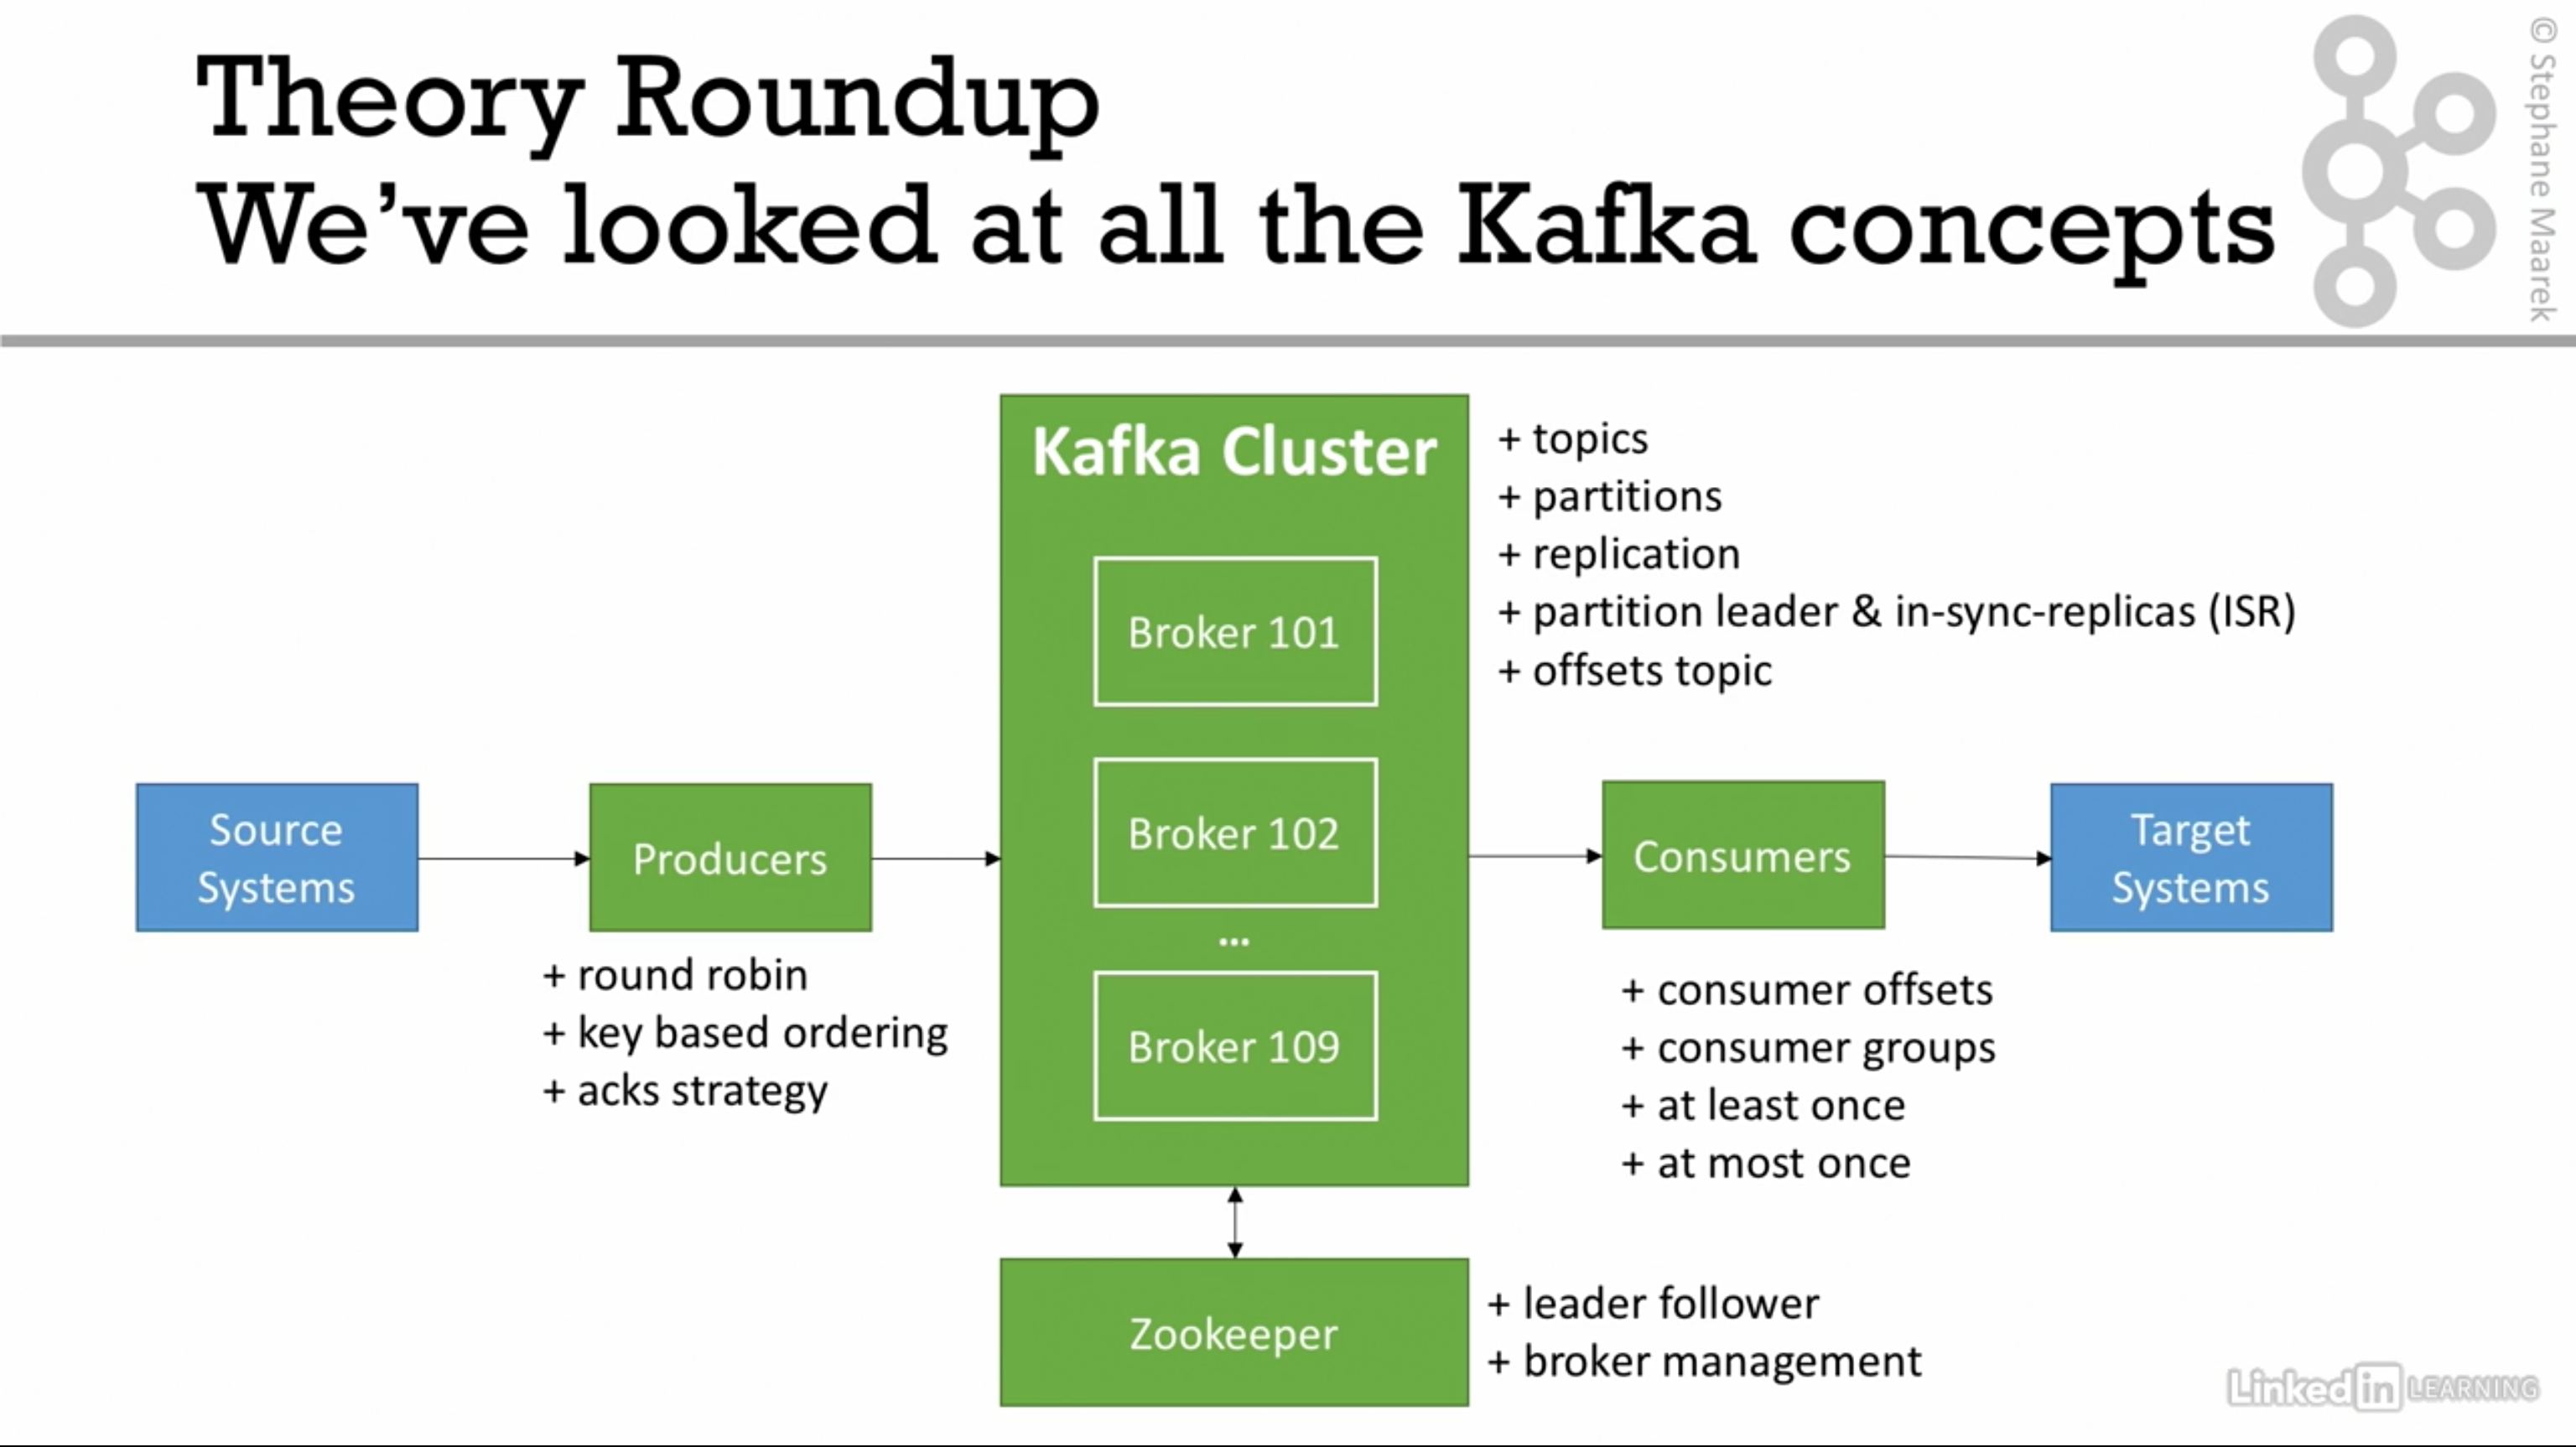 Theory Roundup
We've looked at all the Kafka concepts
© Stephane Maarek
Kafka Cluster
Broker 101
Broker 102
...
Broker 109
+ topics
+ partitions
+ replication
+ partition leader & in-sync-replicas (ISR)
+ offsets topic
Source
Systems
Producers
+ round robin
+ key based ordering
+ acks strategy
Consumers
+ consumer offsets
+ consumer groups
+ at least once
+ at most once
Target
Systems
Zookeeper
+ leader follower
+ broker management
Linked in LEARNING